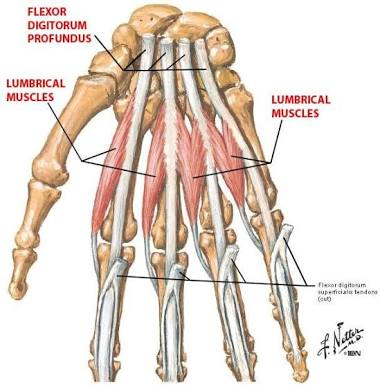 FLEXOR
DIGITORUM
PROFUNDUS
LUMBRICAL
MUSCLES
LUMBRICAL
MUSCLES
Flexor digitorum
superficialis tendons
(cut)
F. Netter
M.D.